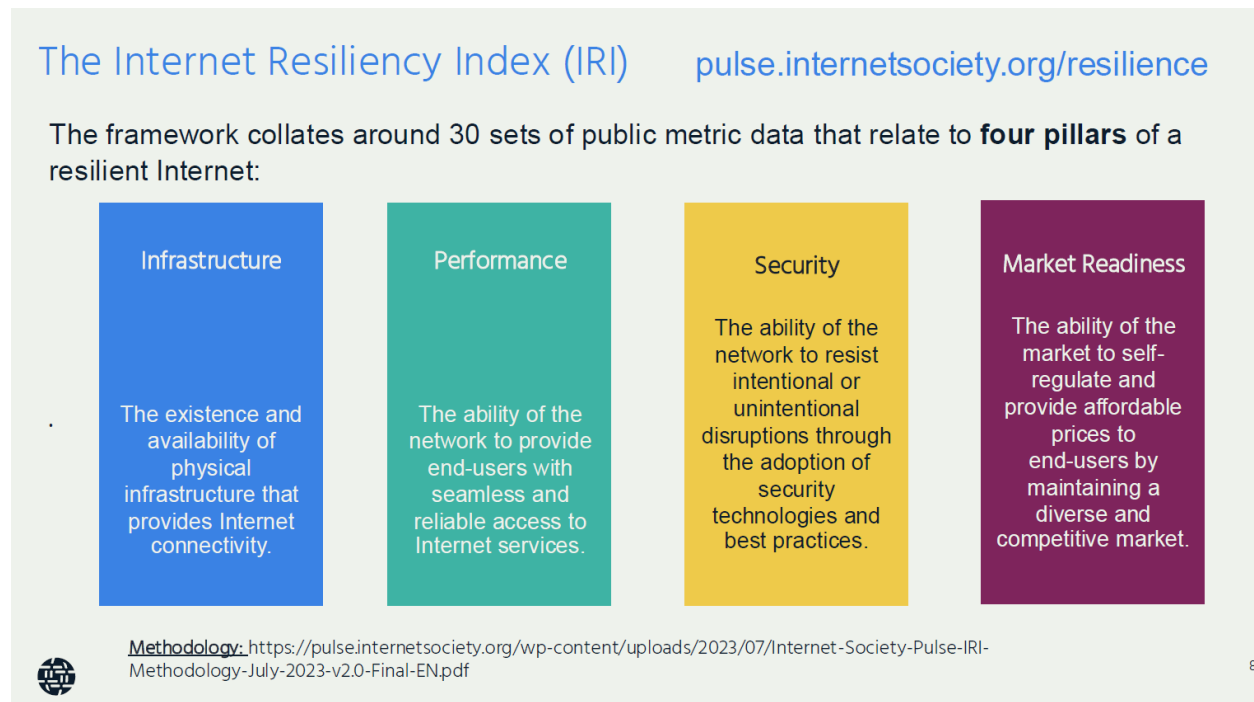 The Internet Resiliency Index (IRI)
pulse.internetsociety.org/resilience
The framework collates around 30 sets of public metric data that relate to four pillars of a
resilient Internet:
Infrastructure
The existence and
availability of
physical
infrastructure that
provides Internet
connectivity.
Performance
The ability of the
network to provide
end-users with
seamless and
reliable access to
Internet services.
Security
The ability of the
network to resist
intentional or
unintentional
disruptions through
the adoption of
security
technologies and
best practices.
Market Readiness
The ability of the
market to self-
regulate and
provide affordable
prices to
end-users by
maintaining a
diverse and
competitive market.
.
Methodology: https://pulse.internetsociety.org/wp-content/uploads/2023/07/Internet-Society-Pulse-IRI-
Methodology-July-2023-v2.0-Final-EN.pdf
8